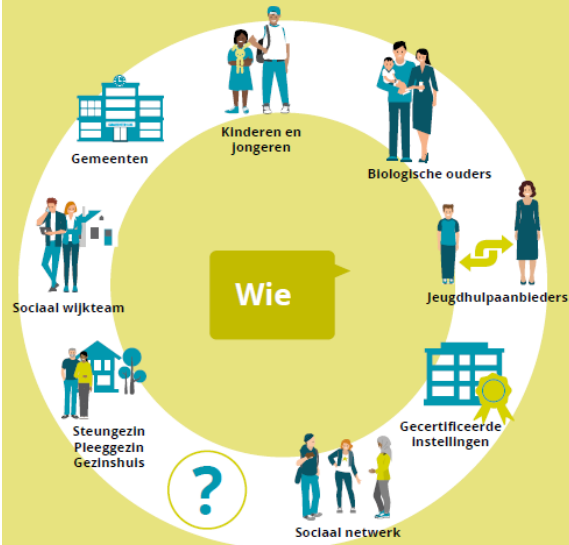 Kinderen en
jongeren
Biologische ouders
Jeugdhulpaanbieders
Gecertificeerde
instellingen
Sociaal netwerk
?
Steungezin
Pleeggezin
Gezinshuis
Sociaal wijkteam
Gemeenten
Wie